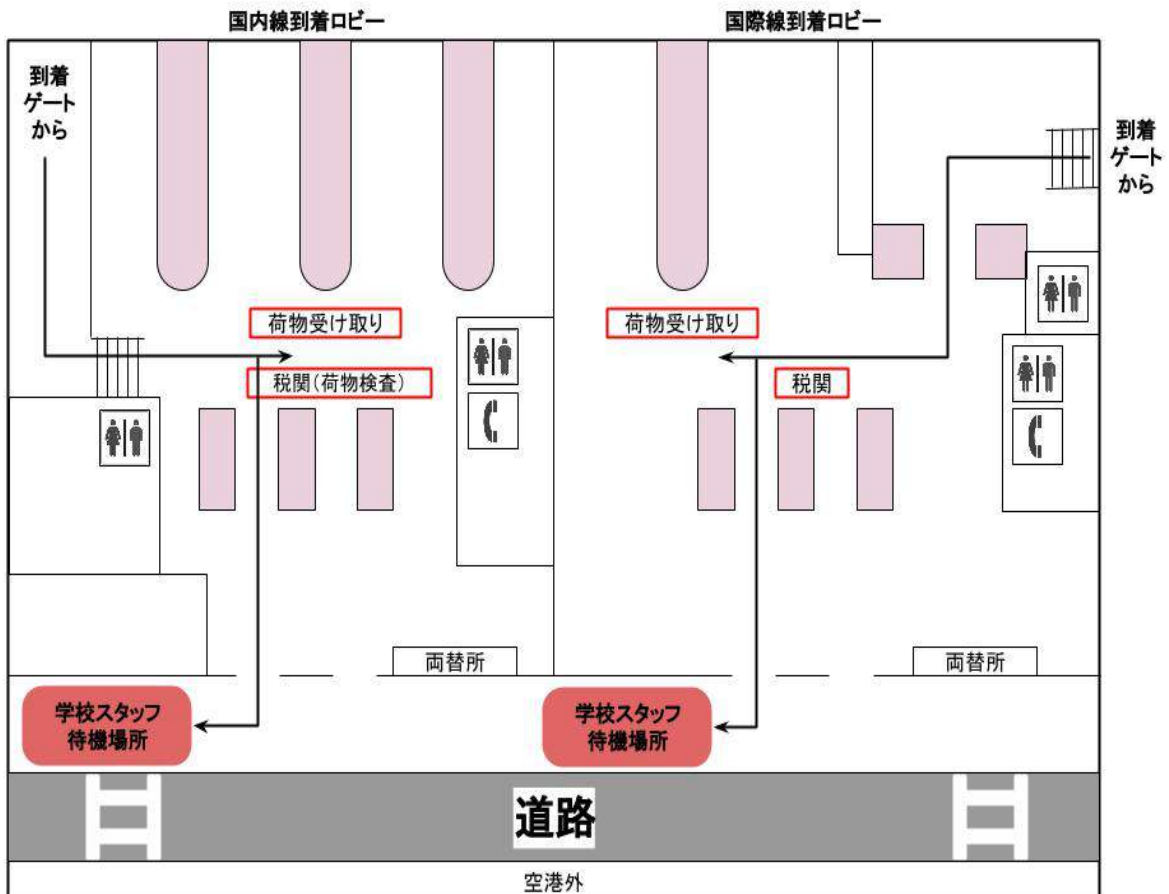 国内線到着ロビー
国際線到着ロビー
到着
ゲート
から
到着
ゲート
から
荷物受け取り
荷物受け取り
税関(荷物検査)
税関
両替所
両替所
学校スタッフ
待機場所
学校スタッフ
待機場所
道路
空港外